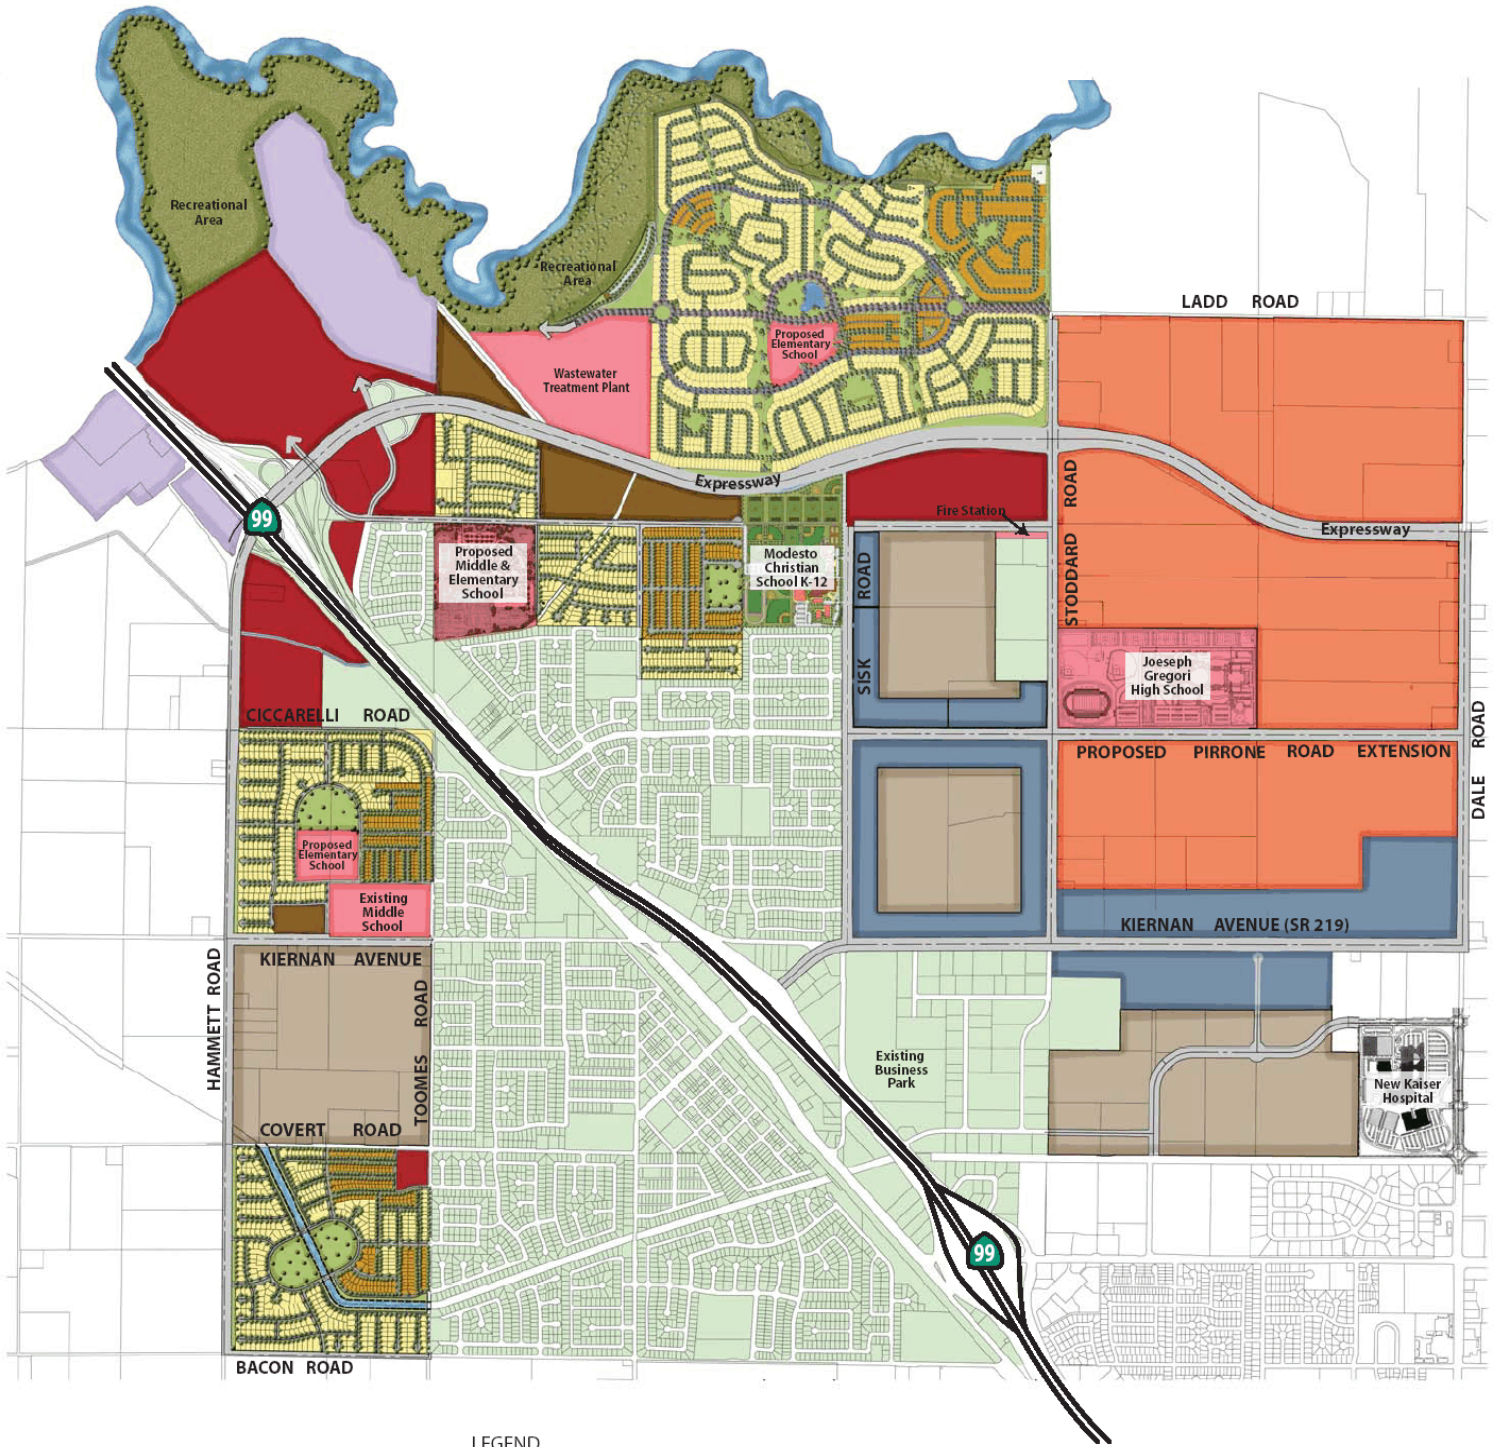 Recreational
Area
Recreational
Area
LADD ROAD
Proposed
Elementary
School
Wastewater
Treatment Plant
Expressway
ROAD
STODDARD
Fire Station
Expressway
99
Proposed
Middle &
Elementary
School
Modesto
Christian
School K-12
ROAD
SISK
Joeseph
Gregori
High School
CICCARELLI ROAD
ROAD
DALE
PROPOSED PIRRONE ROAD EXTENSION
Proposed
Elementary
School
Existing
Middle
School
KIERNAN AVENUE (SR 219)
KIERNAN AVENUE
HAMMETT ROAD
ROAD
TOOMES
Existing
Business
Park
New Kaiser
Hospital
COVERT ROAD
99
BACON ROAD
LEGEND